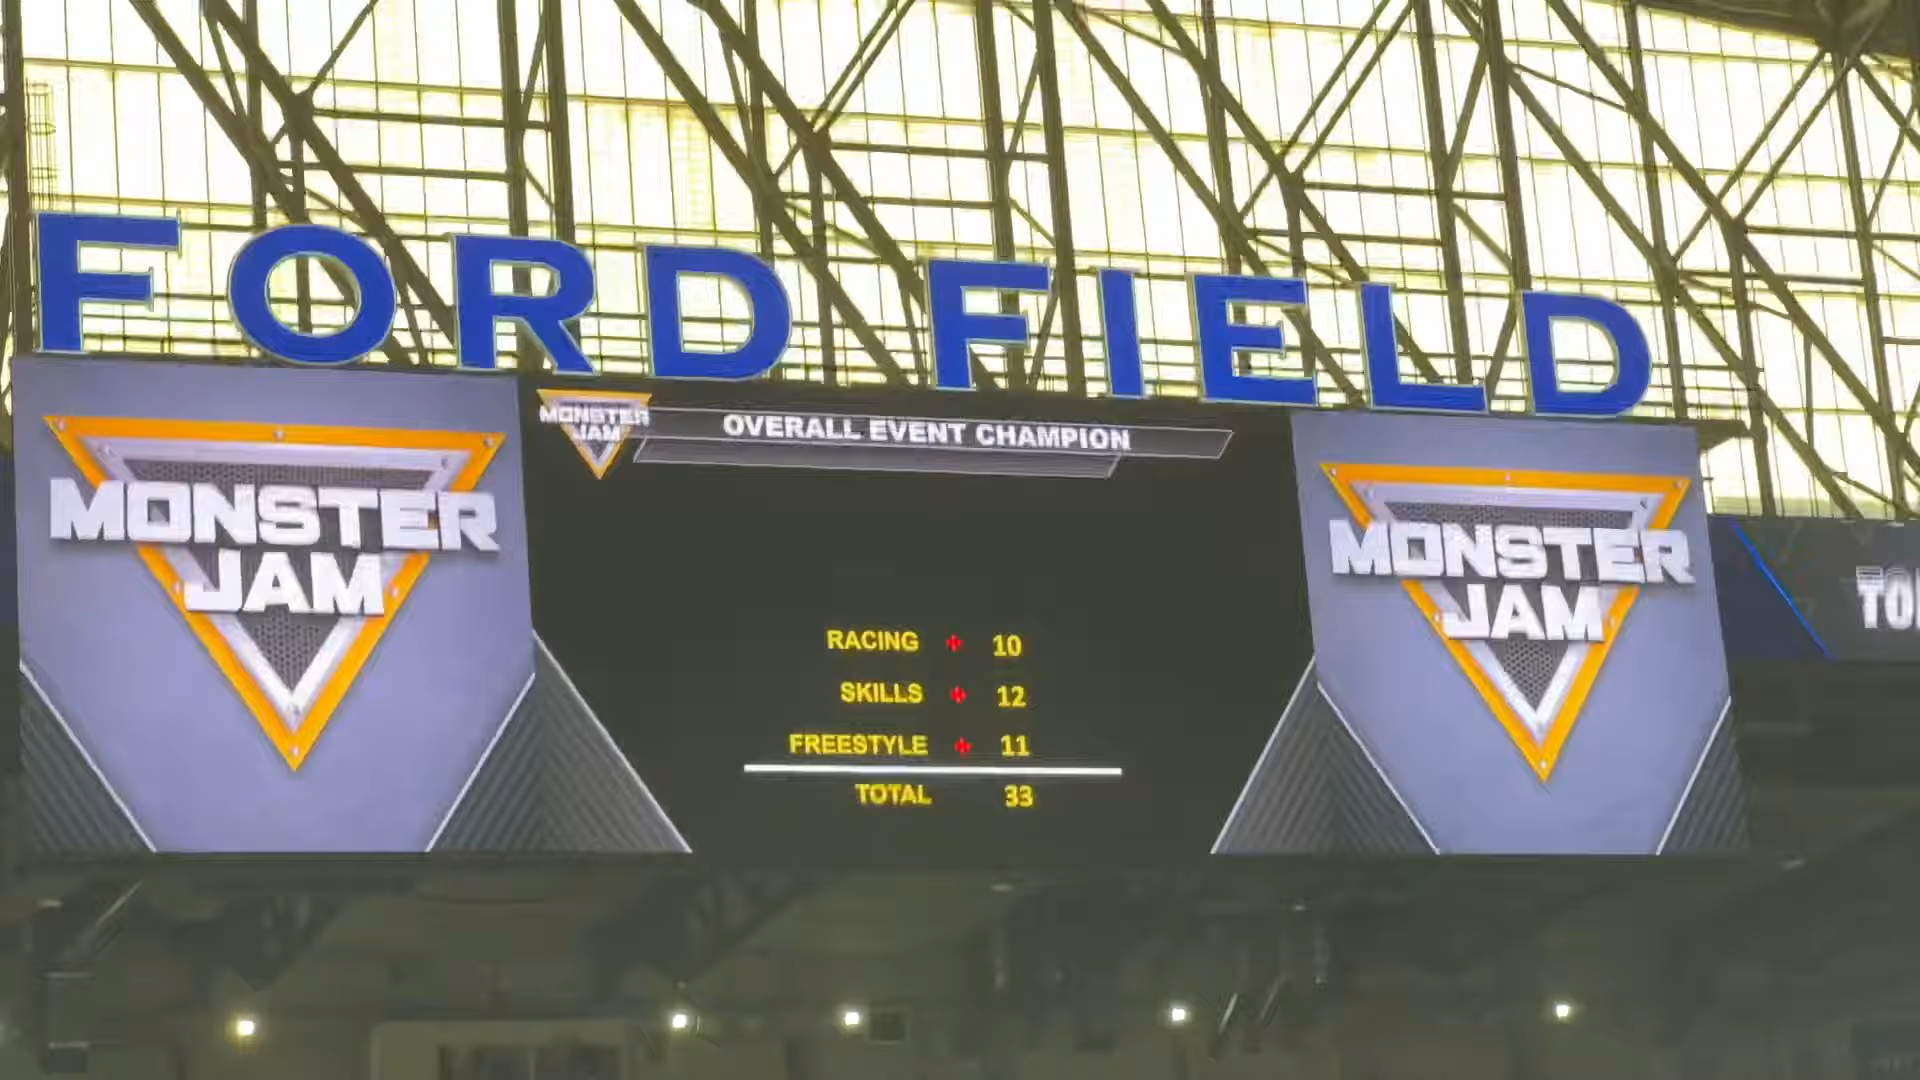 FORD FIELD
MONSTER
JAM
MONSTER
JAM
OVERALL EVENT CHAMPION
RACING + 10
SKILLS + 12
FREESTYLE + 11
TOTAL 33
MONSTER
JAM